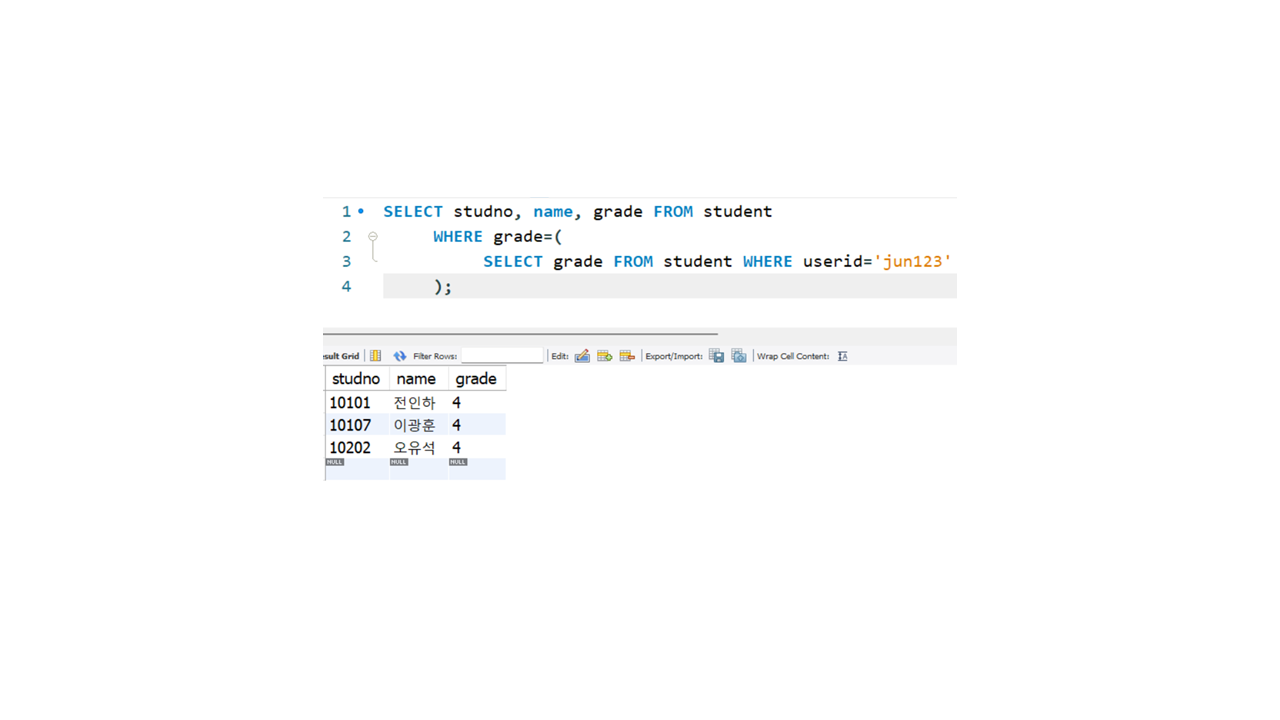 1 SELECT studno, name, grade FROM student
2 WHERE grade=(
3 SELECT grade FROM student WHERE userid='jun123'
4 );
sult Grid Filter Rows: Edit: Export/Import: Wrap Cell Content: IA
studno name grade
10101 전인하 4
10107 이광훈 4
10202 오유석 4
NULL NULL NULL